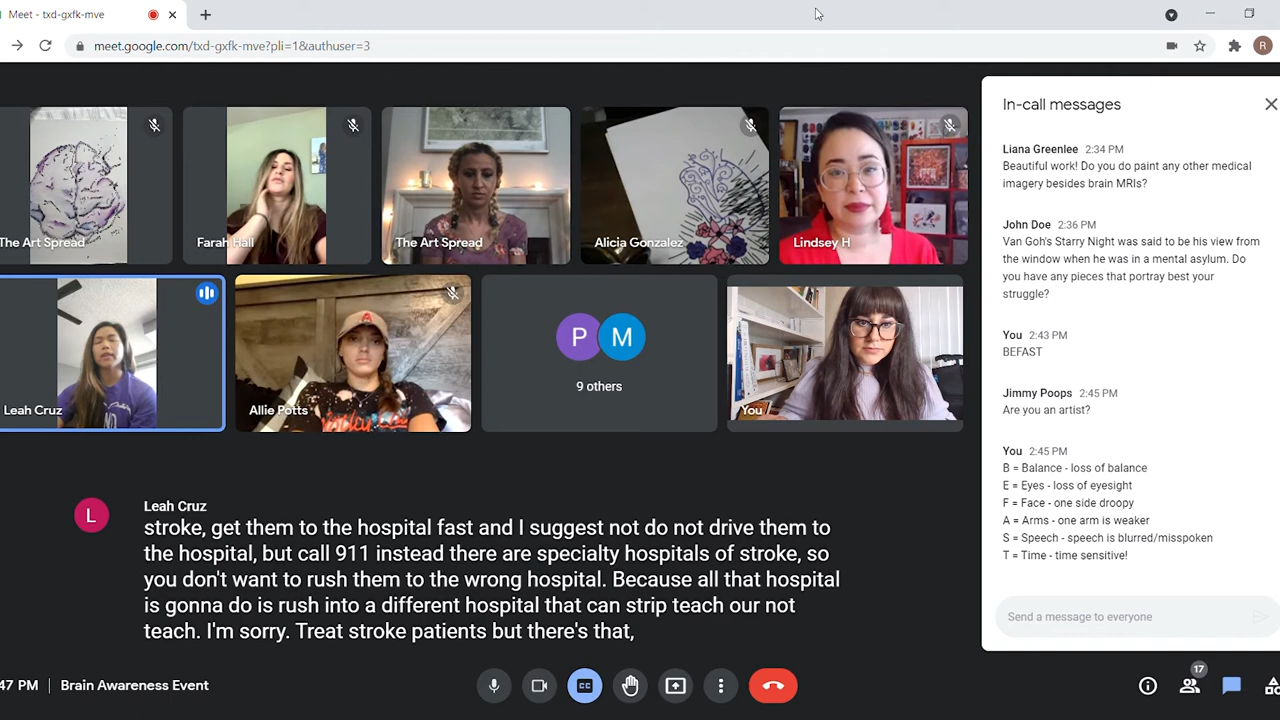 Meet - txd-gxfk-mve
meet.google.com/txd-gxfk-mve?pli=1&authuser=3
R
In-call messages
The Art Spread
Farah Hall
The Art Spread
Alicia Gonzalez
Lindsey H
Leah Cruz
Allie Potts
P M
9 others
You
Liana Greenlee 2:34 PM
Beautiful work! Do you do paint any other medical
imagery besides brain MRIs?
John Doe 2:36 PM
Van Goh's Starry Night was said to be his view from
the window when he was in a mental asylum. Do
you have any pieces that portray best your
struggle?
You 2:43 PM
BEFAST
Jimmy Poops 2:45 PM
Are you an artist?
You 2:45 PM
B = Balance - loss of balance
E = Eyes - loss of eyesight
F = Face - one side droopy
A = Arms - one arm is weaker
S = Speech - speech is blurred/misspoken
T = Time - time sensitive!
Send a message to everyone
L
Leah Cruz
stroke, get them to the hospital fast and I suggest not do not drive them to
the hospital, but call 911 instead there are specialty hospitals of stroke, so
you don't want to rush them to the wrong hospital. Because all that hospital
is gonna do is rush into a different hospital that can strip teach our not
teach. I'm sorry. Treat stroke patients but there's that,
47 PM | Brain Awareness Event
CC
17